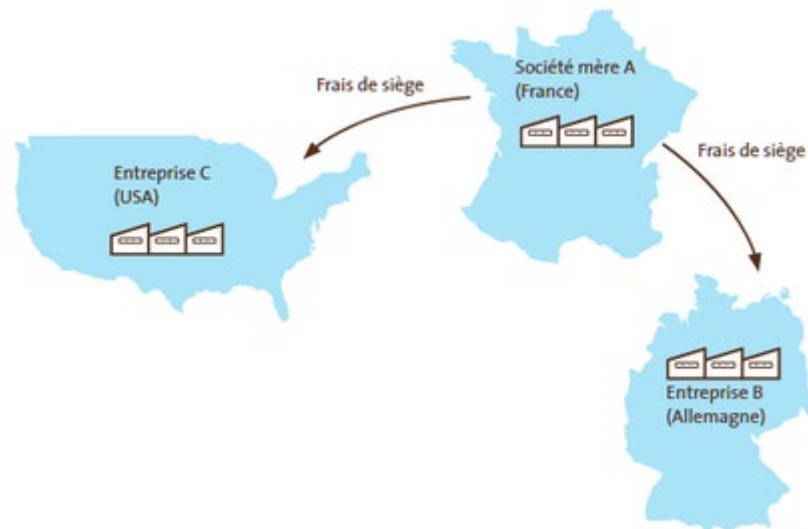 Société mère A
(France)
Frais de siège
Frais de siège
Entreprise C
(USA)
Entreprise B
(Allemagne)